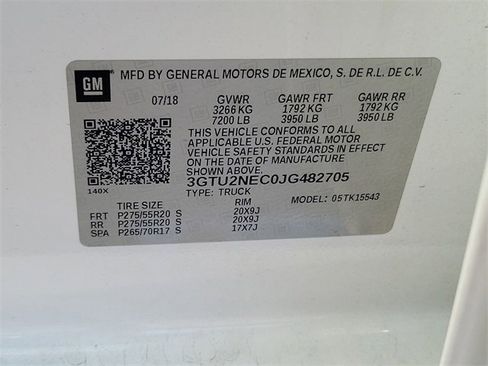 GM MFD BY GENERAL MOTORS DE MEXICO, S. DE R.L. DE C.V.
07/18 GVWR GAWR FRT GAWR RR
3266 KG 1792 KG 1792 KG
7200 LB 3950 LB 3950 LB
THIS VEHICLE CONFORMS TO ALL
APPLICABLE U.S. FEDERAL MOTOR
VEHICLE SAFETY STANDARDS IN
EFFECT ON THE DATE OF
MANUFACTURE SHOWN ABOVE.
3GTU2NEC0JG482705
140X TYPE: TRUCK MODEL: 05TK15543
TIRE SIZE RIM
FRT P275/55R20 S 20X9J
RR P275/55R20 S 20X9J
SPA P265/70R17 S 17X7J